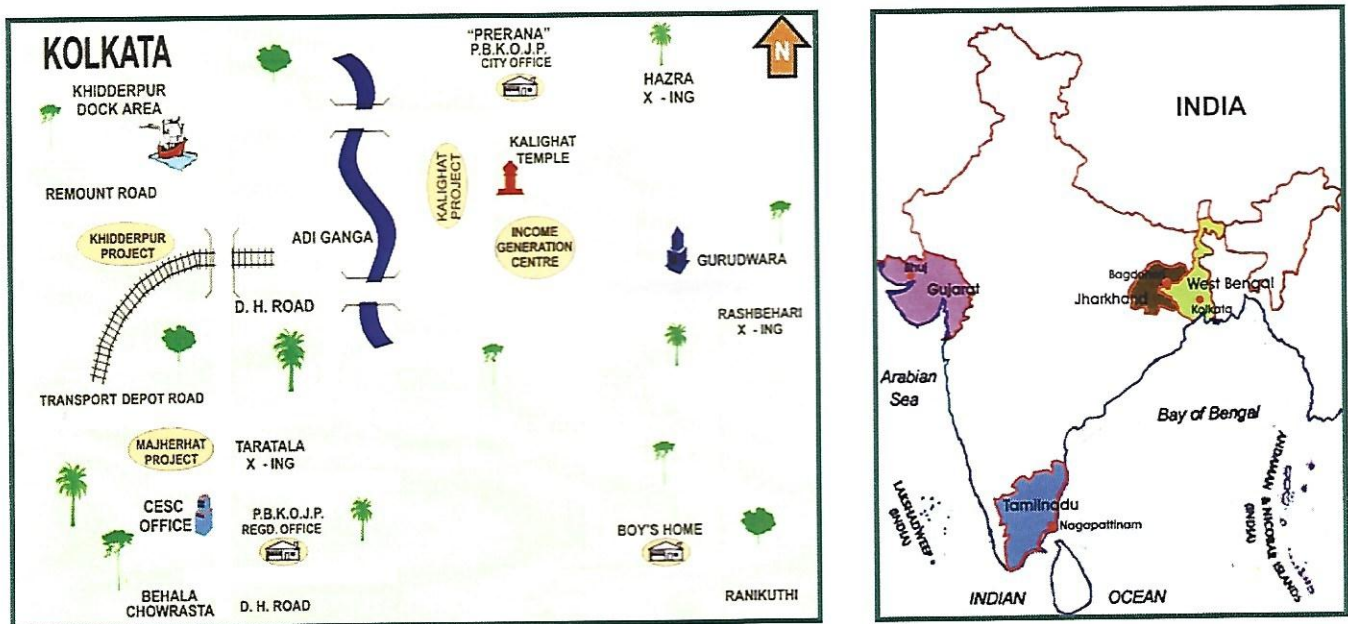 KOLKATA
KHIDDERPUR
DOCK AREA
"PRERANA"
P.B.K.O.J.P.
CITY OFFICE
HAZRA
X - ING
N
REMOUNT ROAD
KALIGHAT
PROJECT
KALIGHAT
TEMPLE
KHIDDERPUR
PROJECT
ADI GANGA
INCOME
GENERATION
CENTRE
GURUDWARA
D. H. ROAD
RASHBEHARI
X - ING
TRANSPORT DEPOT ROAD
MAJHERHAT
PROJECT
TARATALA
X - ING
CESC
OFFICE
P.B.K.O.J.P.
REGD. OFFICE
BOY'S HOME
BEHALA
CHOWRASTA
D. H. ROAD
RANIKUTHI
INDIA
Bhuj
Gujarat
West Bengal
Jharkhand
Kolkata
Arabian
Sea
Bay of Bengal
LAKSHADWEEP
(INDIA)
Tamilnadu
Nagapattinam
ANDAMAN & NICOBAR ISLANDS
(INDIA)
INDIAN OCEAN